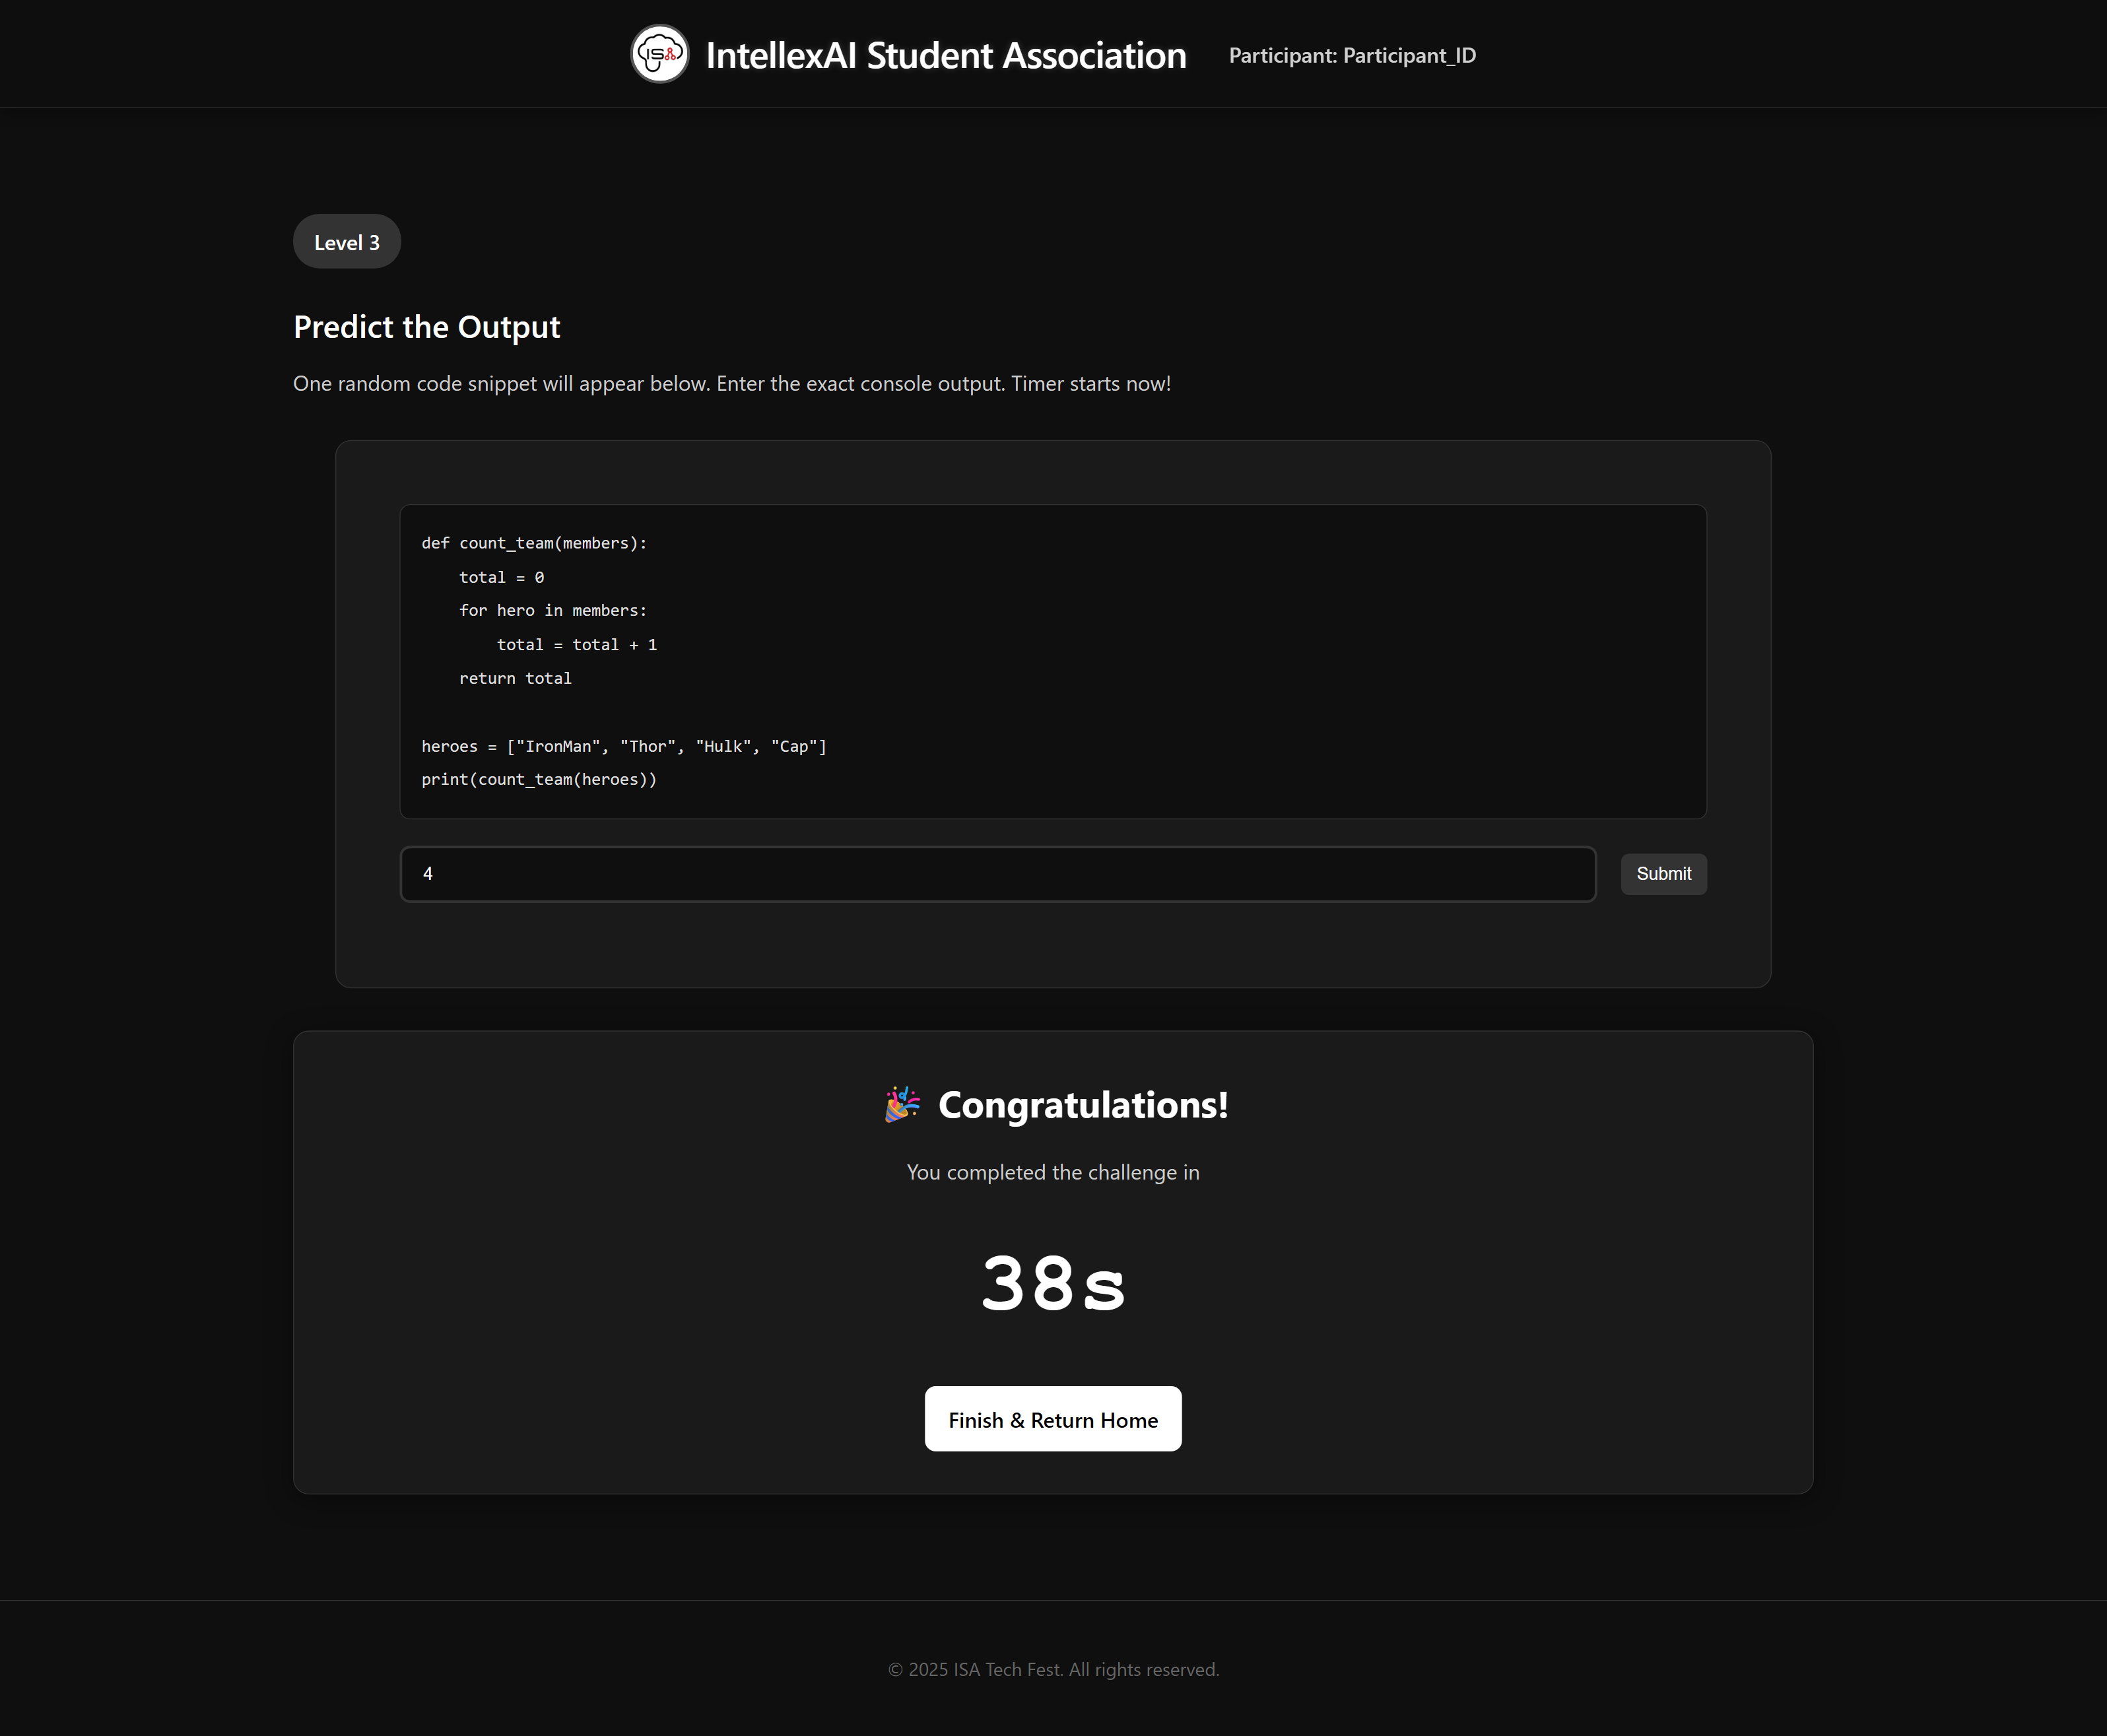 ISA
IntellexAI Student Association
Participant: Participant_ID
Level 3
Predict the Output
One random code snippet will appear below. Enter the exact console output. Timer starts now!
def count_team(members):
    total = 0
    for hero in members:
        total = total + 1
    return total
heroes = ["IronMan", "Thor", "Hulk", "Cap"]
print(count_team(heroes))
4
Submit
🎉 Congratulations!
You completed the challenge in
38s
Finish & Return Home
© 2025 ISA Tech Fest. All rights reserved.